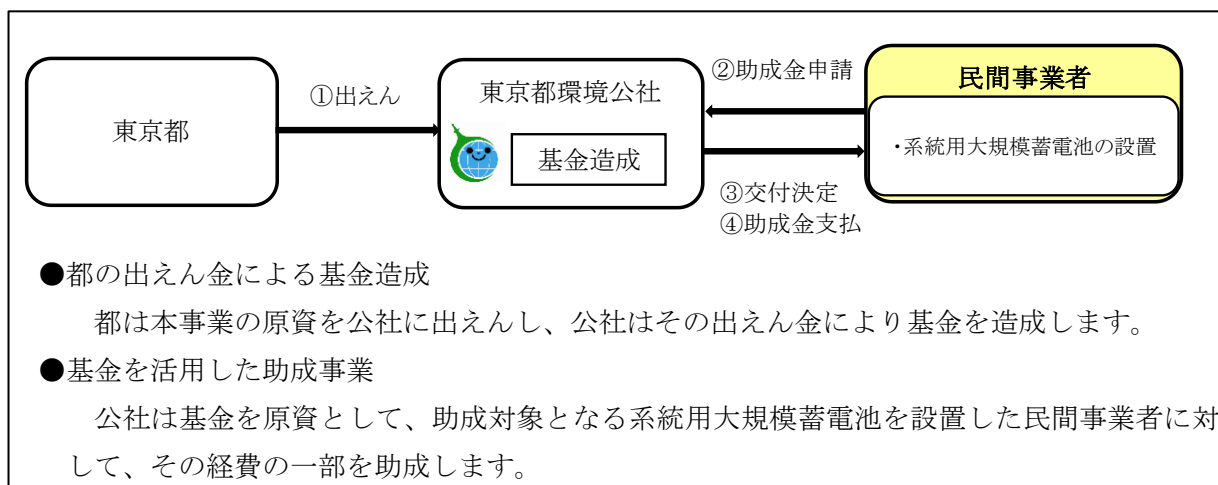 東京都
①出えん
東京都環境公社
基金造成
②助成金申請
③交付決定
④助成金支払
民間事業者
・系統用大規模蓄電池の設置
●都の出えん金による基金造成
都は本事業の原資を公社に出えんし、公社はその出えん金により基金を造成します。
●基金を活用した助成事業
公社は基金を原資として、助成対象となる系統用大規模蓄電池を設置した民間事業者に対
して、その経費の一部を助成します。